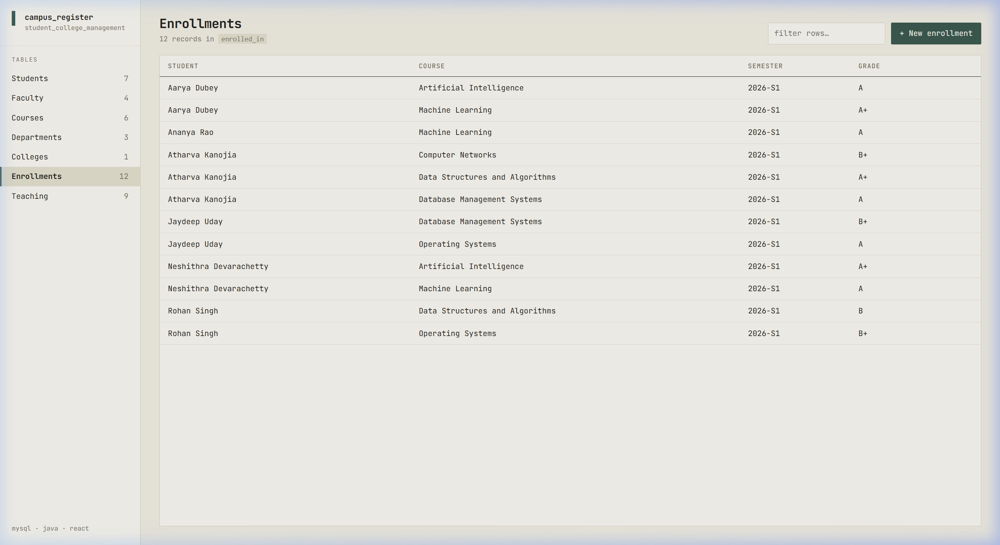 campus_register
student_college_management
TABLES
Students 7
Faculty 4
Courses 6
Departments 3
Colleges 1
Enrollments 12
Teaching 9
mysql · java · react
Enrollments
12 records in enrolled_in
filter rows…
+ New enrollment
STUDENT COURSE SEMESTER GRADE
Aarya Dubey Artificial Intelligence 2026-S1 A
Aarya Dubey Machine Learning 2026-S1 A+
Ananya Rao Machine Learning 2026-S1 A
Atharva Kanojia Computer Networks 2026-S1 B+
Atharva Kanojia Data Structures and Algorithms 2026-S1 A+
Atharva Kanojia Database Management Systems 2026-S1 A
Jaydeep Uday Database Management Systems 2026-S1 B+
Jaydeep Uday Operating Systems 2026-S1 A
Neshithra Devarachetty Artificial Intelligence 2026-S1 A+
Neshithra Devarachetty Machine Learning 2026-S1 A
Rohan Singh Data Structures and Algorithms 2026-S1 B
Rohan Singh Operating Systems 2026-S1 B+